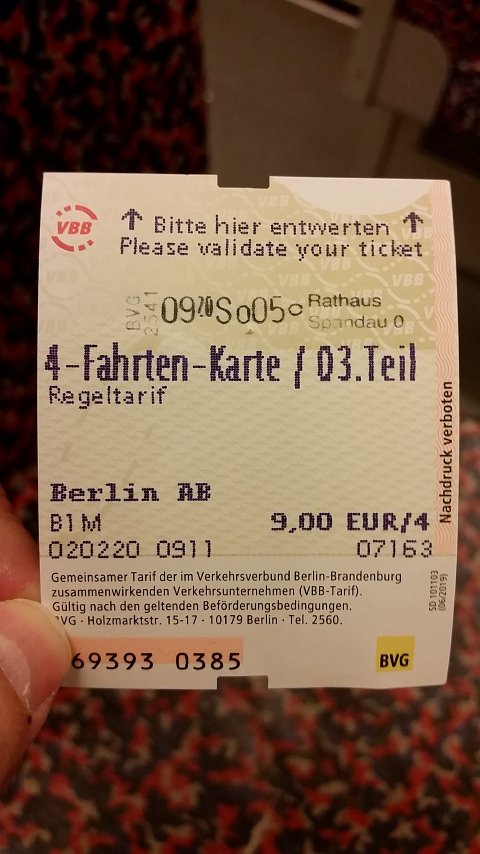 VBB
↑ Bitte hier entwerten ↑
Please validate your ticket
BVG
2341
09 So05 Rathaus
Spandau 0
4-Fahrten-Karte / 03.Teil
Regeltarif
Berlin AB
B1M 9,00 EUR/4
020220 0911 07163
Gemeinsamer Tarif der im Verkehrsverbund Berlin-Brandenburg
zusammenwirkenden Verkehrsunternehmen (VBB-Tarif).
Gültig nach den geltenden Beförderungsbedingungen.
BVG · Holzmarktstr. 15-17 · 10179 Berlin · Tel. 2560.
69393 0385
BVG
Nachdruck verboten
SD 101103
(06/2019)